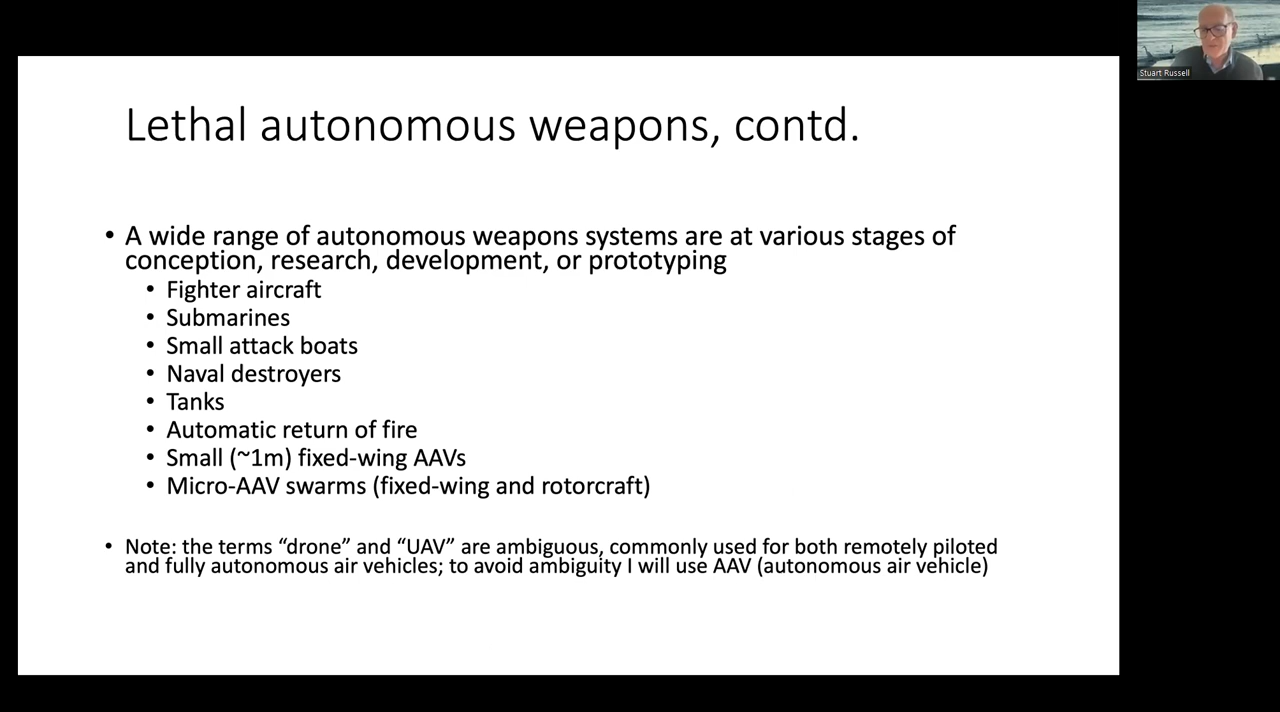 Lethal autonomous weapons, contd.
• A wide range of autonomous weapons systems are at various stages of
conception, research, development, or prototyping
• Fighter aircraft
• Submarines
• Small attack boats
• Naval destroyers
• Tanks
• Automatic return of fire
• Small (~1m) fixed-wing AAVs
• Micro-AAV swarms (fixed-wing and rotorcraft)
• Note: the terms “drone” and “UAV” are ambiguous, commonly used for both remotely piloted
and fully autonomous air vehicles; to avoid ambiguity I will use AAV (autonomous air vehicle)
Stuart Russell